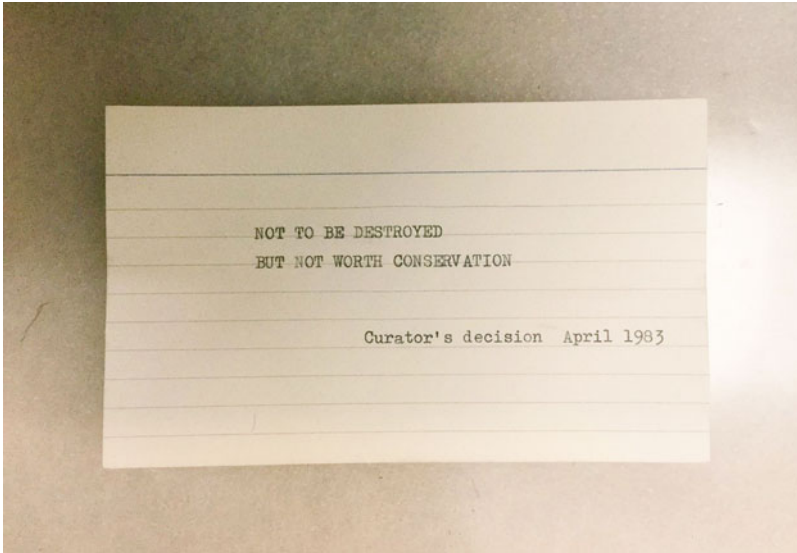 NOT TO BE DESTROYED
BUT NOT WORTH CONSERVATION
Curator's decision April 1983